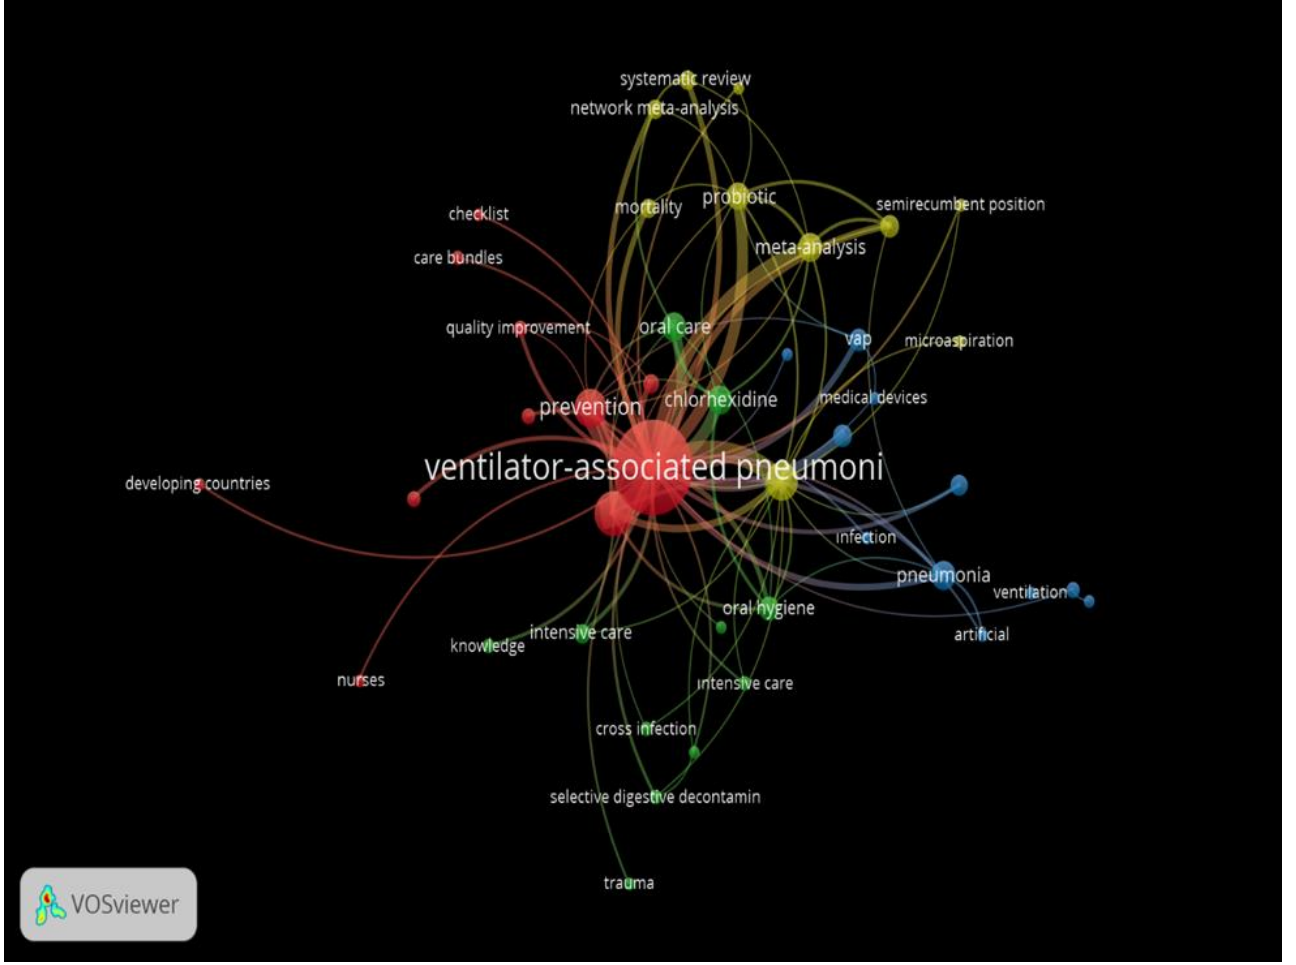 systematic review
network meta-analysis
probiotic
mortality
semirecumbent position
checklist
meta-analysis
care bundles
oral care
quality improvement
vap
microaspiration
medical devices
chlorhexidine
prevention
ventilator-associated pneumoni
developing countries
infection
pneumonia
ventilation
oral hygiene
intensive care
artificial
knowledge
nurses
intensive care
cross infection
selective digestive decontamin
trauma
VOSviewer